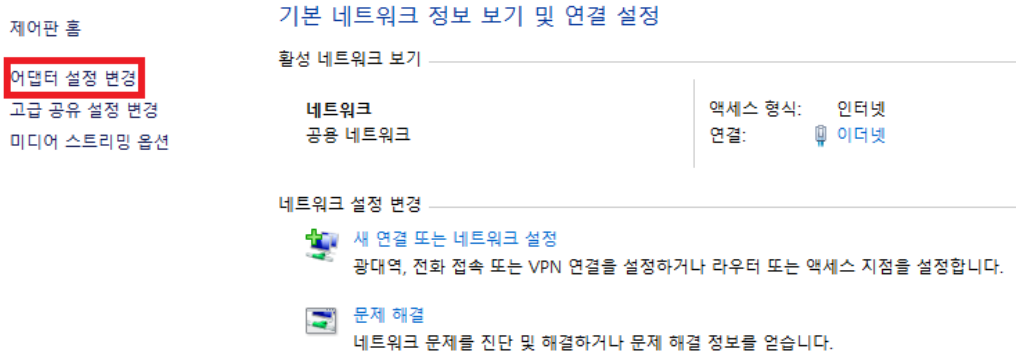 제어판 홈
어댑터 설정 변경
고급 공유 설정 변경
미디어 스트리밍 옵션
기본 네트워크 정보 보기 및 연결 설정
활성 네트워크 보기
네트워크
공용 네트워크
액세스 형식: 인터넷
연결: 이더넷
네트워크 설정 변경
새 연결 또는 네트워크 설정
광대역, 전화 접속 또는 VPN 연결을 설정하거나 라우터 또는 액세스 지점을 설정합니다.
문제 해결
네트워크 문제를 진단 및 해결하거나 문제 해결 정보를 얻습니다.